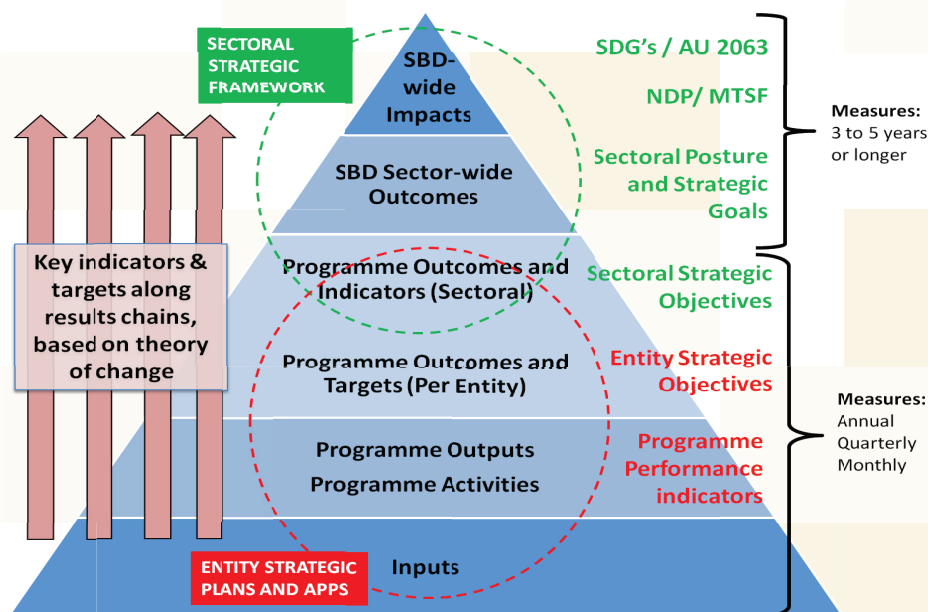 SECTORAL
STRATEGIC
FRAMEWORK
SBD-
wide
Impacts
SBD Sector-wide
Outcomes
Programme Outcomes and
Indicators (Sectoral)
Programme Outcomes and
Targets (Per Entity)
Programme Outputs
Programme Activities
Inputs
Key indicators &
targets along
results chains,
based on theory
of change
ENTITY STRATEGIC
PLANS AND APPS
SDG's / AU 2063
NDP/ MTSF
Sectoral Posture
and Strategic
Goals
Sectoral Strategic
Objectives
Entity Strategic
Objectives
Programme
Performance
indicators
Measures:
3 to 5 years
or longer
Measures:
Annual
Quarterly
Monthly